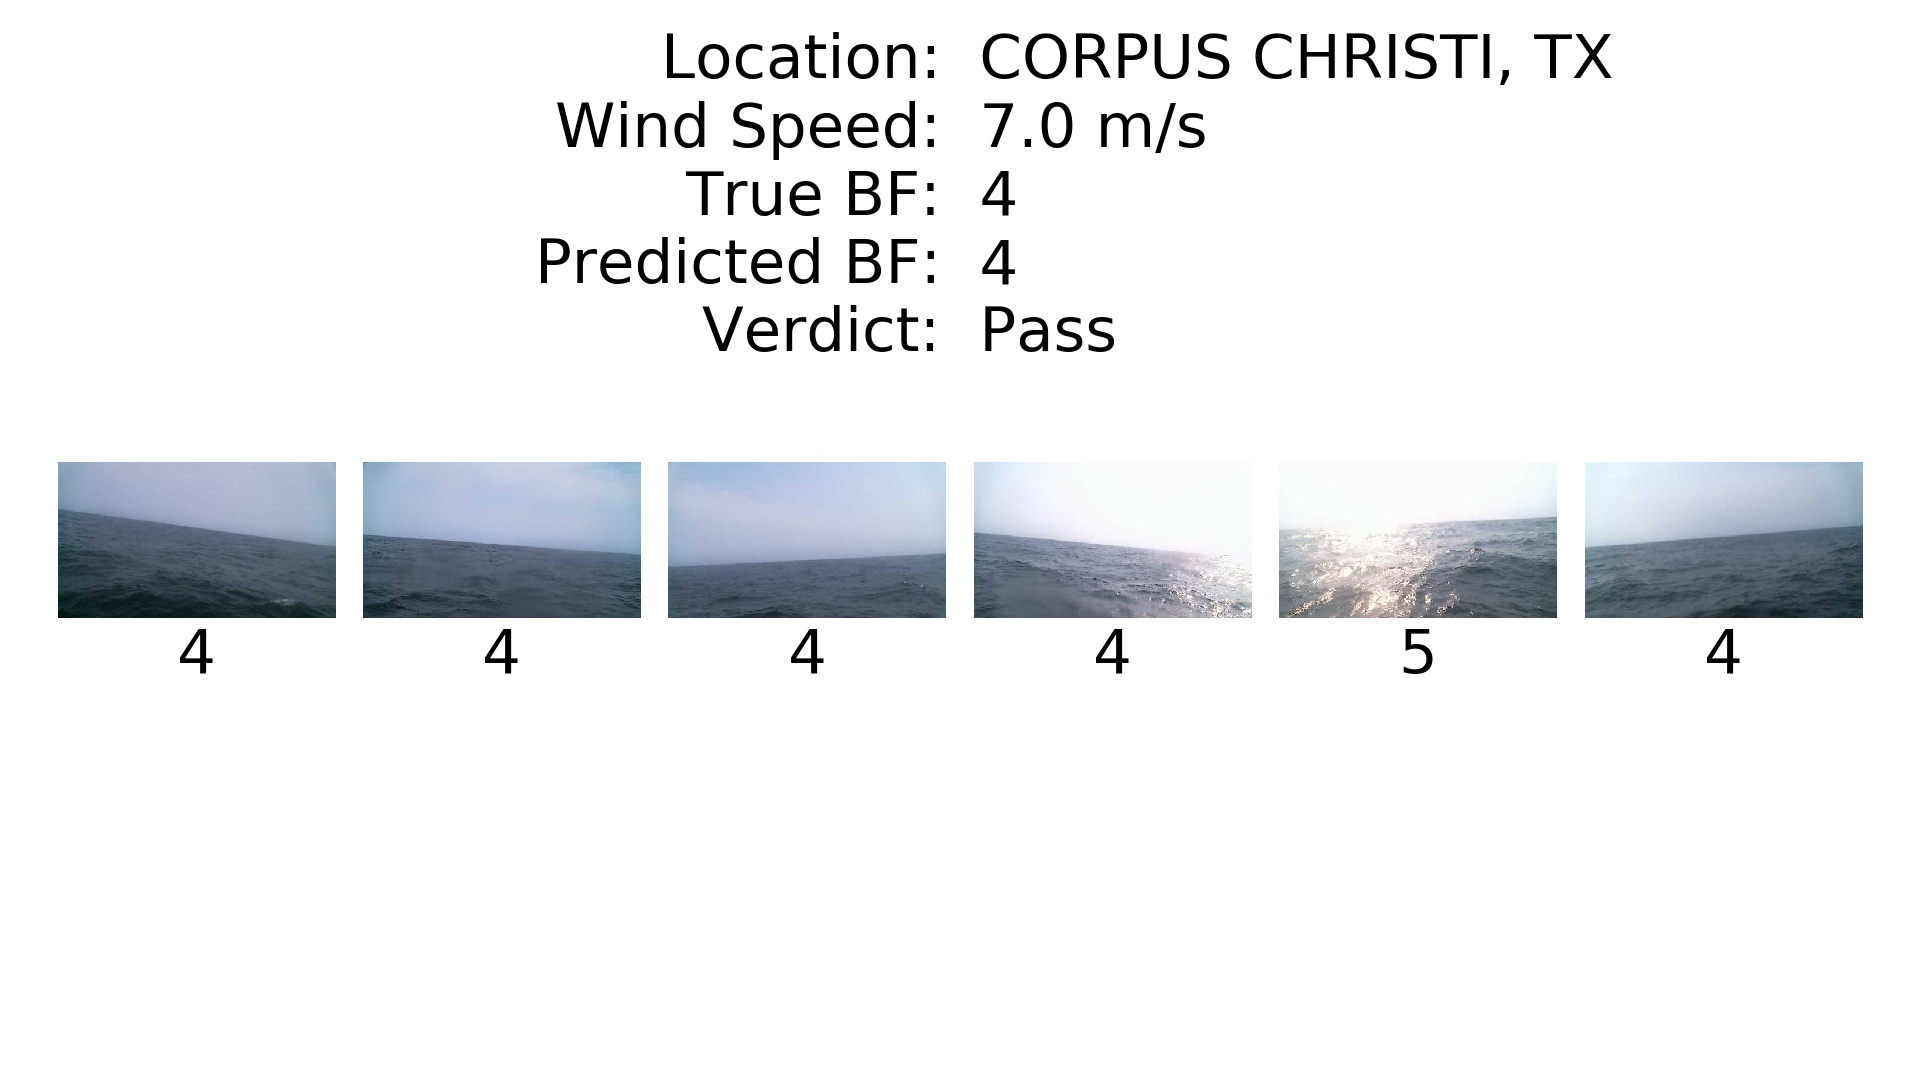 Location: CORPUS CHRISTI, TX
Wind Speed: 7.0 m/s
True BF: 4
Predicted BF: 4
Verdict: Pass
4 4 4 4 5 4